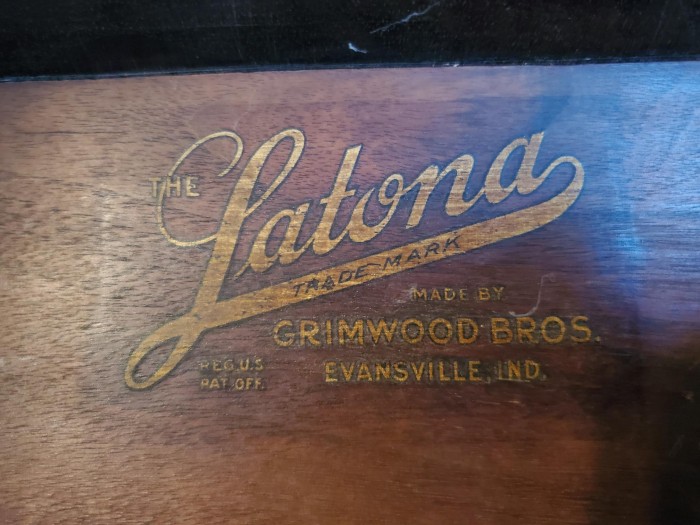 THE
Latona
TRADE MARK
MADE BY
GRIMWOOD BROS.
REG. U.S.
PAT. OFF.
EVANSVILLE, IND.